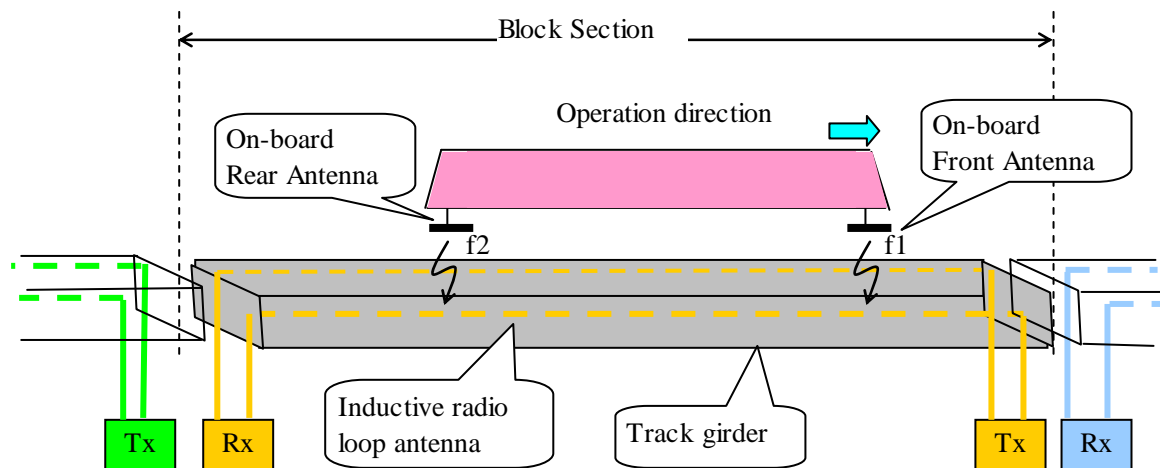 Block Section
Operation direction
On-board
Rear Antenna
On-board
Front Antenna
f2
f1
Inductive radio
loop antenna
Track girder
Tx
Rx
Tx
Rx